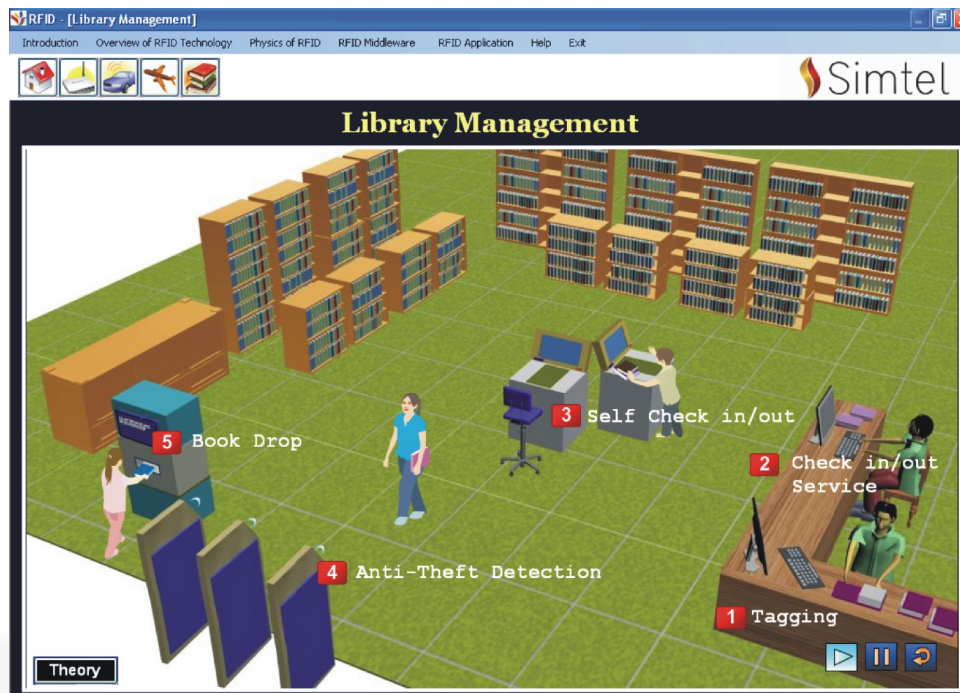 RFID - [Library Management]
Introduction Overview of RFID Technology Physics of RFID RFID Middleware RFID Application Help Exit
Simtel
Library Management
3 Self Check in/out
5 Book Drop
2 Check in/out
Service
4 Anti-Theft Detection
1 Tagging
Theory